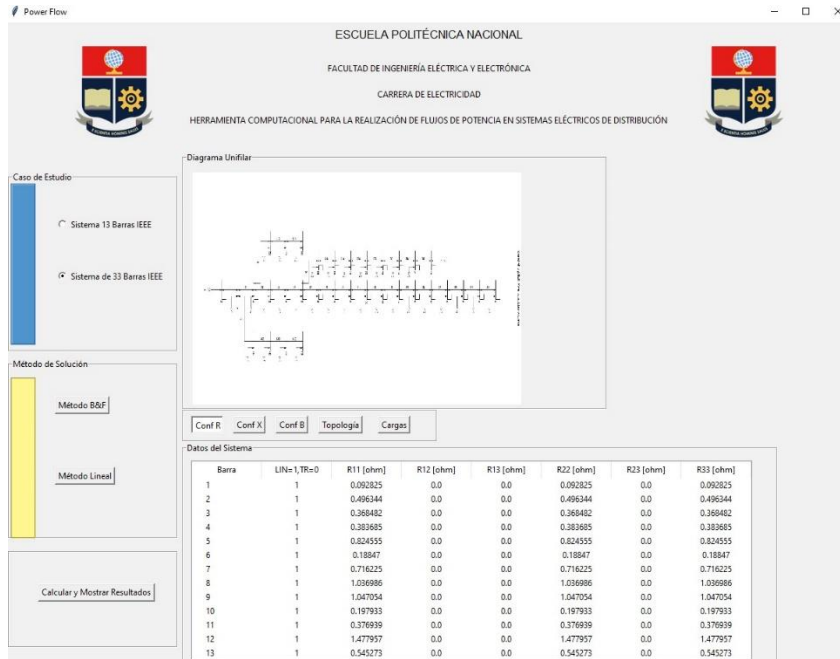 Power Flow
ESCUELA POLITÉCNICA NACIONAL
FACULTAD DE INGENIERÍA ELÉCTRICA Y ELECTRÓNICA
CARRERA DE ELECTRICIDAD
HERRAMIENTA COMPUTACIONAL PARA LA REALIZACIÓN DE FLUJOS DE POTENCIA EN SISTEMAS ELÉCTRICOS DE DISTRIBUCIÓN
Diagrama Unifilar
Caso de Estudio
Sistema 13 Barras IEEE
Sistema de 33 Barras IEEE
Método de Solución
Método B&F
Método Lineal
Calcular y Mostrar Resultados
Conf R Conf X Conf B Topología Cargas
Datos del Sistema
Barra LIN=1,TR=0 R11 [ohm] R12 [ohm] R13 [ohm] R22 [ohm] R23 [ohm] R33 [ohm]
1 1 0.092825 0.0 0.0 0.092825 0.0 0.092825
2 1 0.496344 0.0 0.0 0.496344 0.0 0.496344
3 1 0.368482 0.0 0.0 0.368482 0.0 0.368482
4 1 0.383685 0.0 0.0 0.383685 0.0 0.383685
5 1 0.824555 0.0 0.0 0.824555 0.0 0.824555
6 1 0.18847 0.0 0.0 0.18847 0.0 0.18847
7 1 0.716225 0.0 0.0 0.716225 0.0 0.716225
8 1 1.036986 0.0 0.0 1.036986 0.0 1.036986
9 1 1.047054 0.0 0.0 1.047054 0.0 1.047054
10 1 0.197933 0.0 0.0 0.197933 0.0 0.197933
11 1 0.376939 0.0 0.0 0.376939 0.0 0.376939
12 1 1.477957 0.0 0.0 1.477957 0.0 1.477957
13 1 0.545273 0.0 0.0 0.545273 0.0 0.545273